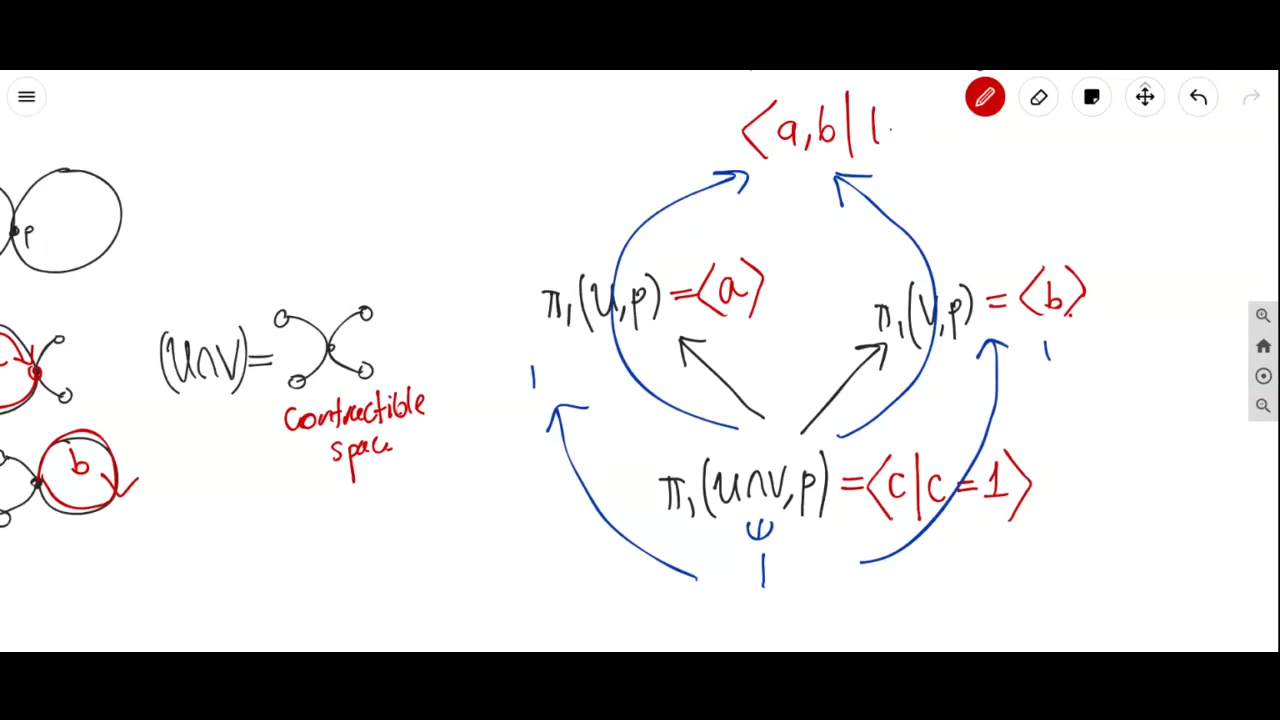 ⟨a,b|1
p
π₁(U,p) = ⟨a⟩
π₁(V,p) = ⟨b⟩
(U∩V) =
1
1
contractible
space
b
π₁(U∩V,p) = ⟨c|c=1⟩
ψ
1